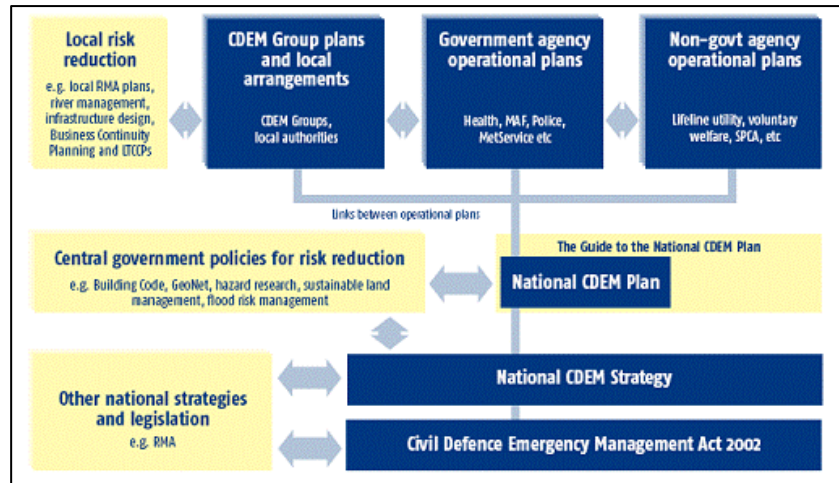 Local risk
reduction
e.g. local RMA plans,
river management,
infrastructure design,
Business Continuity
Planning and LTCCPs
CDEM Group plans
and local
arrangements
CDEM Groups,
local authorities
Government agency
operational plans
Health, MAF, Police,
MetService etc
Non-govt agency
operational plans
Lifeline utility, voluntary
welfare, SPCA, etc
Links between operational plans
Central government policies for risk reduction
e.g. Building Code, GeoNet, hazard research, sustainable land
management, flood risk management
The Guide to the National CDEM Plan
National CDEM Plan
Other national strategies
and legislation
e.g. RMA
National CDEM Strategy
Civil Defence Emergency Management Act 2002